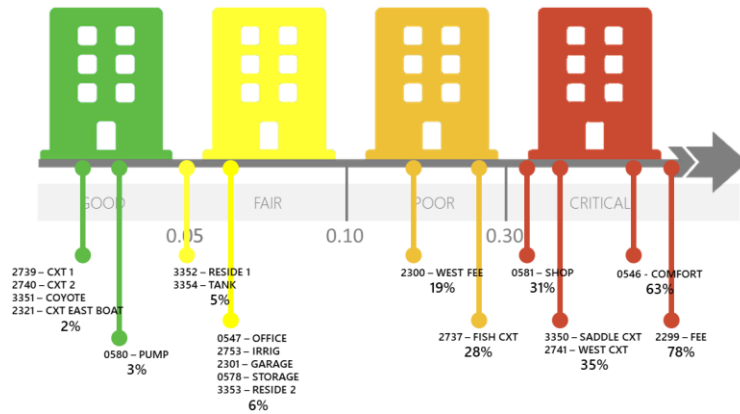 GOOD
FAIR
POOR
CRITICAL
0.05
0.10
0.30
2739 – CXT 1
2740 – CXT 2
3351 – COYOTE
2321 – CXT EAST BOAT
2%
0580 – PUMP
3%
3352 – RESIDE 1
3354 – TANK
5%
0547 – OFFICE
2753 – IRRIG
2301 – GARAGE
0578 – STORAGE
3353 – RESIDE 2
6%
2300 – WEST FEE
19%
2737 – FISH CXT
28%
0581 – SHOP
31%
3350 – SADDLE CXT
2741 – WEST CXT
35%
0546 - COMFORT
63%
2299 – FEE
78%